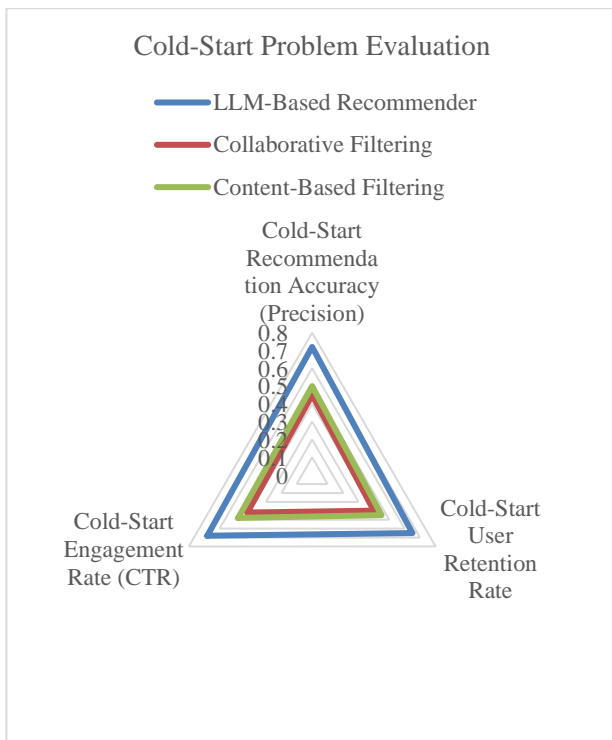 Cold-Start Problem Evaluation
LLM-Based Recommender
Collaborative Filtering
Content-Based Filtering
Cold-Start
Recommenda
tion Accuracy
(Precision)
0.8
0.7
0.6
0.5
0.4
0.3
0.2
0.1
0
Cold-Start
Engagement
Rate (CTR)
Cold-Start
User
Retention
Rate